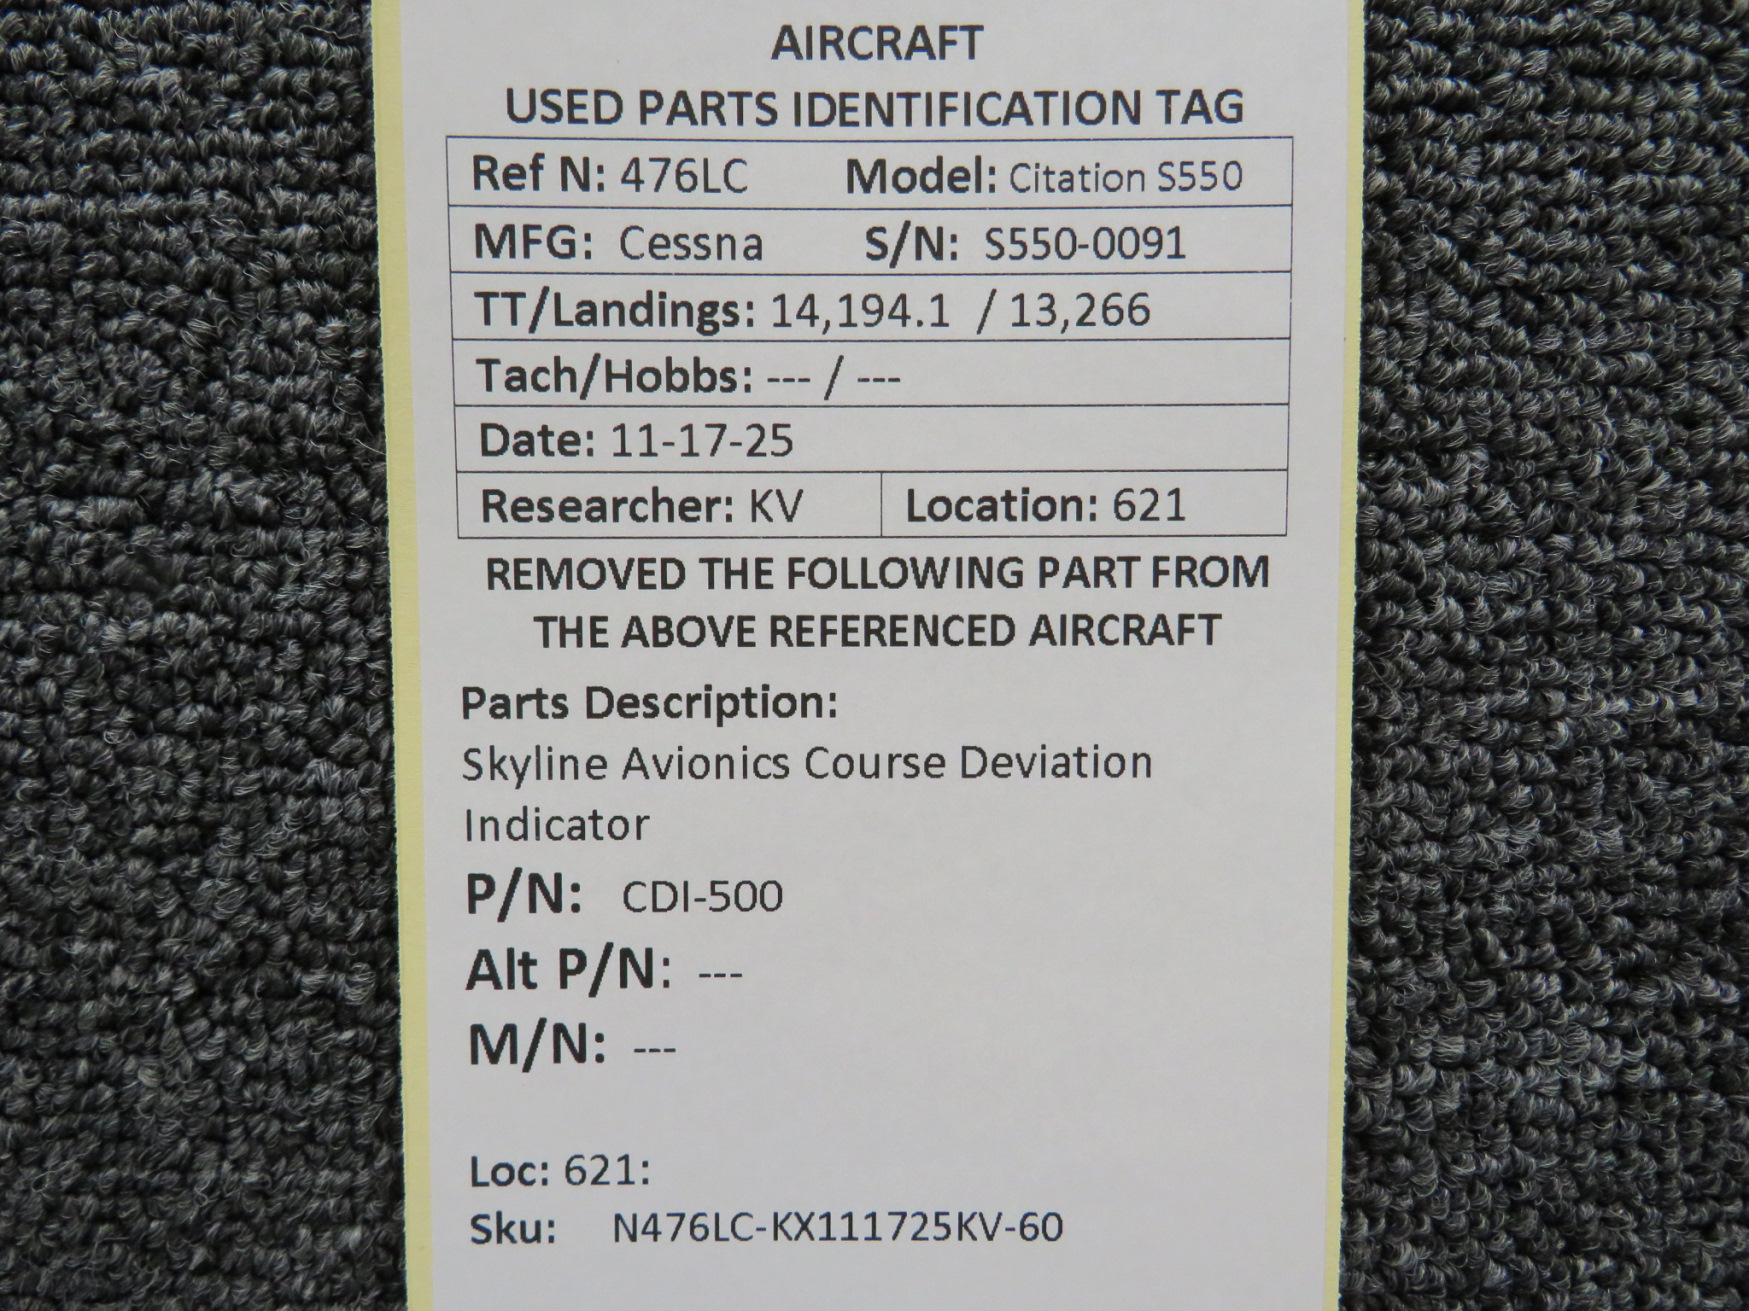 AIRCRAFT
USED PARTS IDENTIFICATION TAG
Ref N: 476LC Model: Citation S550
MFG: Cessna S/N: S550-0091
TT/Landings: 14,194.1 / 13,266
Tach/Hobbs: --- / ---
Date: 11-17-25
Researcher: KV Location: 621
REMOVED THE FOLLOWING PART FROM
THE ABOVE REFERENCED AIRCRAFT
Parts Description:
Skyline Avionics Course Deviation
Indicator
P/N: CDI-500
Alt P/N: ---
M/N: ---
Loc: 621:
Sku: N476LC-KX111725KV-60